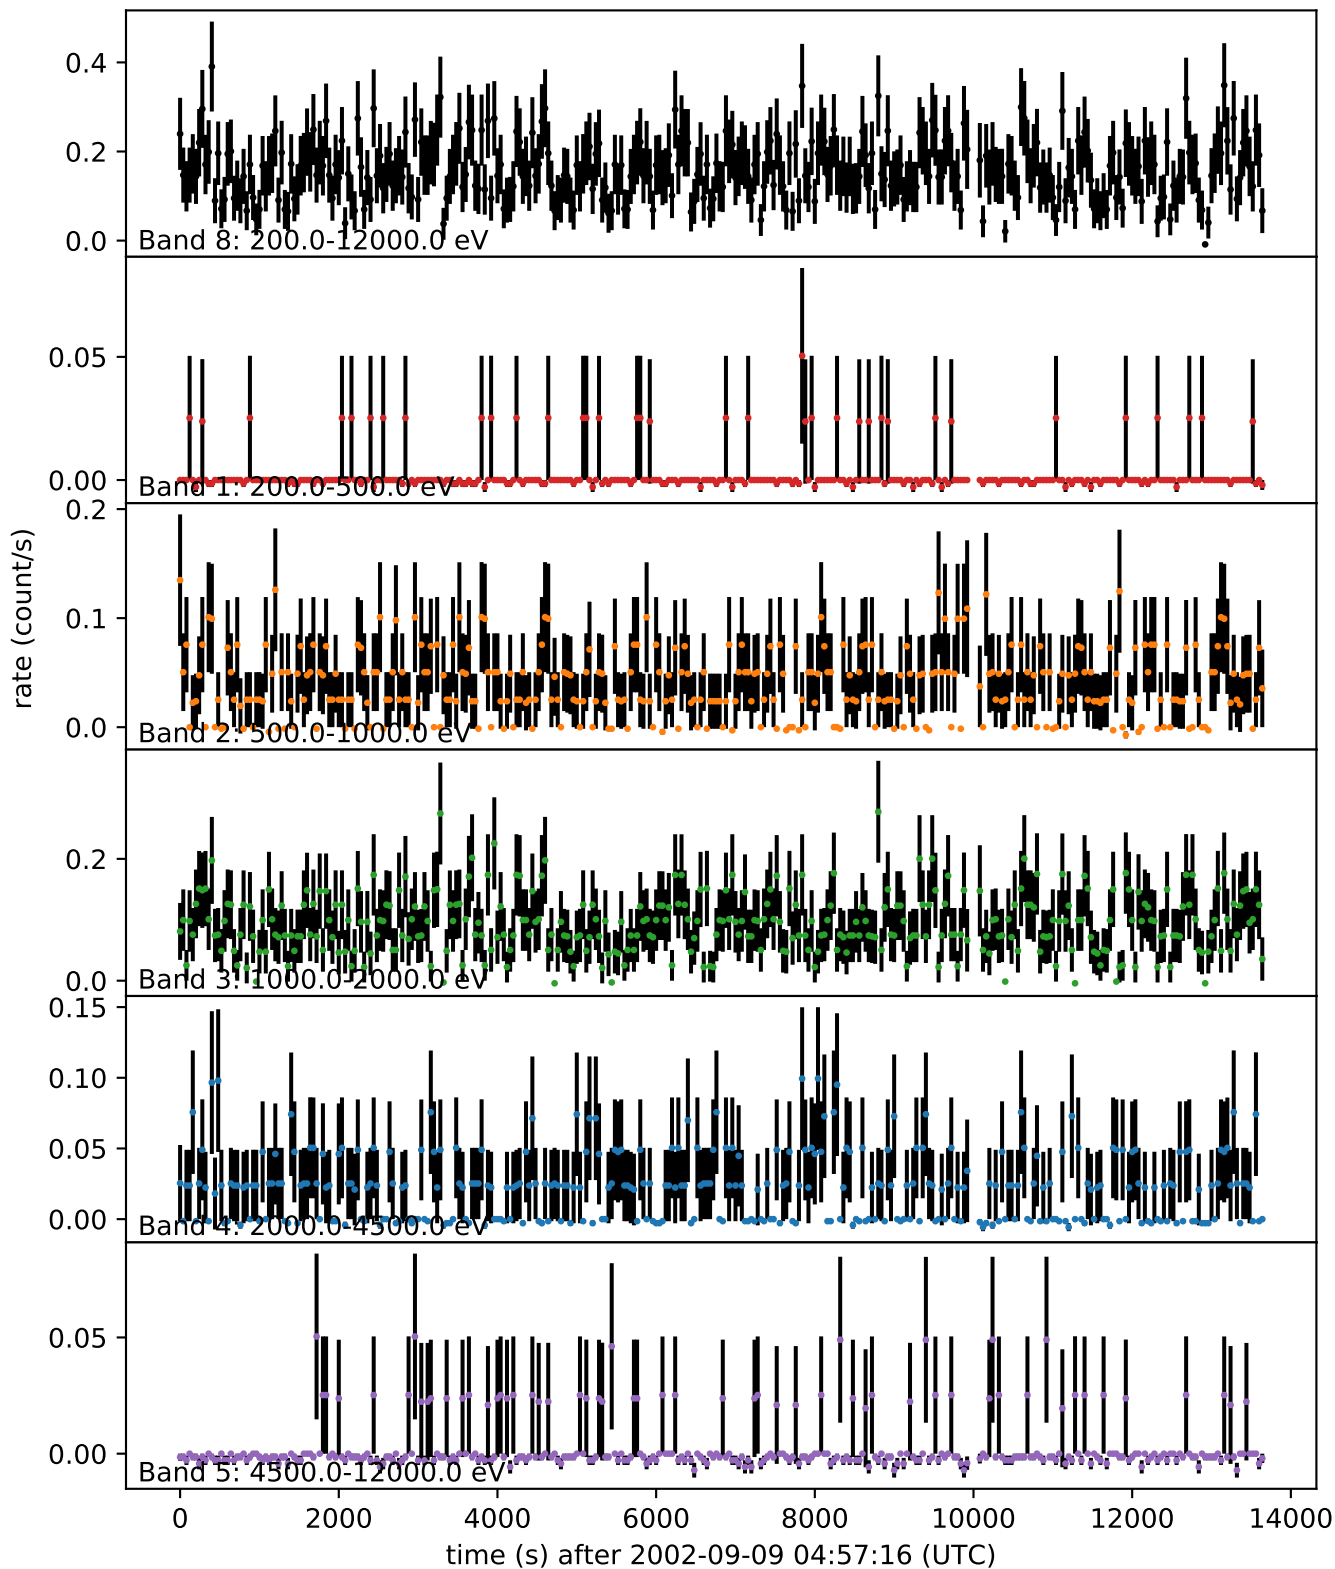 0.4
0.2
0.0
Band 8: 200.0-12000.0 eV
0.05
0.00
Band 1: 200.0-500.0 eV
0.2
0.1
0.0
Band 2: 500.0-1000.0 eV
rate (count/s)
0.2
0.0
Band 3: 1000.0-2000.0 eV
0.15
0.10
0.05
0.00
Band 4: 2000.0-4500.0 eV
0.05
0.00
Band 5: 4500.0-12000.0 eV
0 2000 4000 6000 8000 10000 12000 14000
time (s) after 2002-09-09 04:57:16 (UTC)